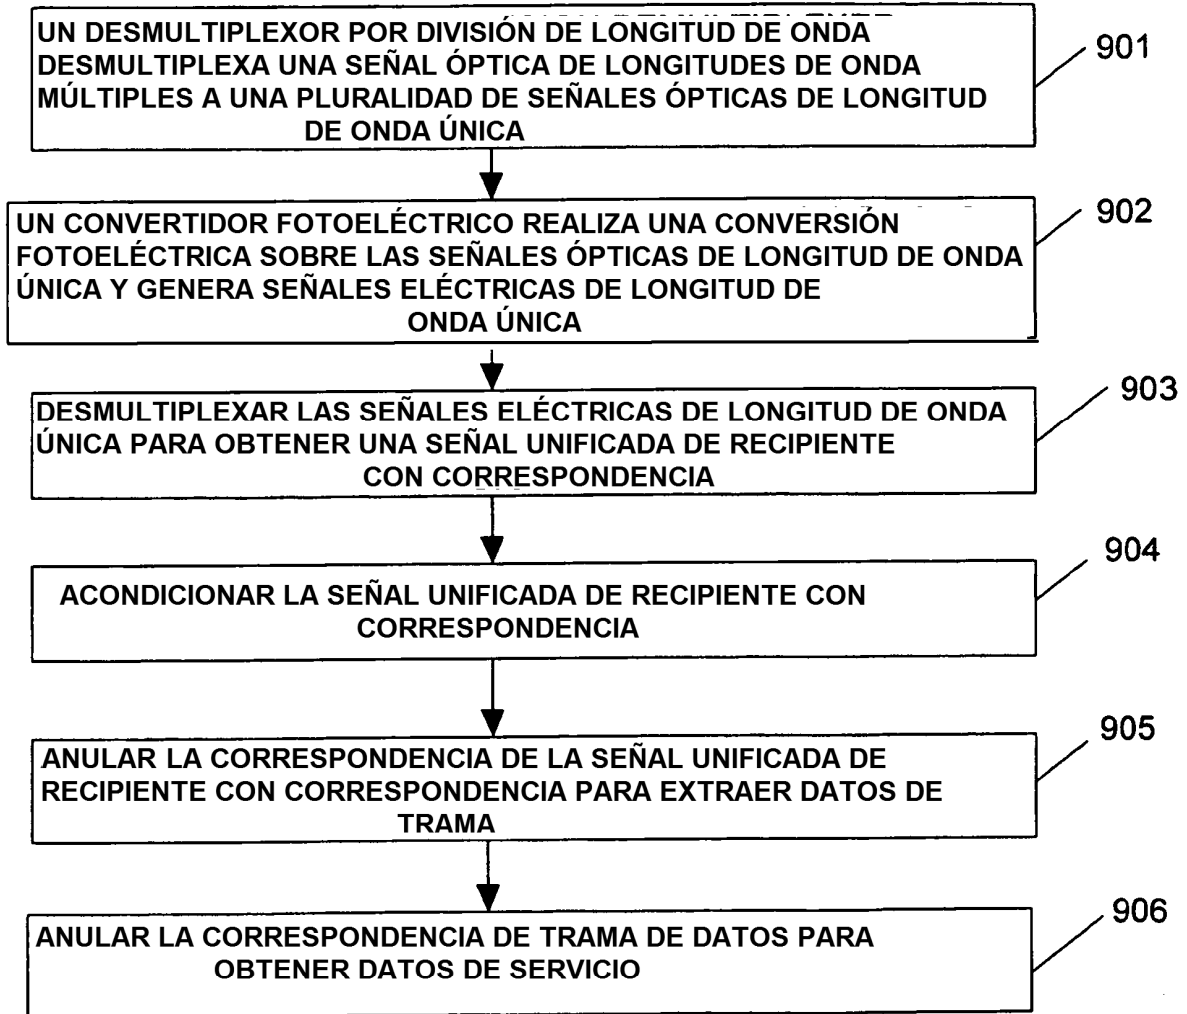 UN DESMULTIPLEXOR POR DIVISIÓN DE LONGITUD DE ONDA
DESMULTIPLEXA UNA SEÑAL ÓPTICA DE LONGITUDES DE ONDA
MÚLTIPLES A UNA PLURALIDAD DE SEÑALES ÓPTICAS DE LONGITUD
DE ONDA ÚNICA
901
UN CONVERTIDOR FOTOELÉCTRICO REALIZA UNA CONVERSIÓN
FOTOELÉCTRICA SOBRE LAS SEÑALES ÓPTICAS DE LONGITUD DE ONDA
ÚNICA Y GENERA SEÑALES ELÉCTRICAS DE LONGITUD DE
ONDA ÚNICA
902
DESMULTIPLEXAR LAS SEÑALES ELÉCTRICAS DE LONGITUD DE ONDA
ÚNICA PARA OBTENER UNA SEÑAL UNIFICADA DE RECIPIENTE
CON CORRESPONDENCIA
903
ACONDICIONAR LA SEÑAL UNIFICADA DE RECIPIENTE CON
CORRESPONDENCIA
904
ANULAR LA CORRESPONDENCIA DE LA SEÑAL UNIFICADA DE
RECIPIENTE CON CORRESPONDENCIA PARA EXTRAER DATOS DE
TRAMA
905
ANULAR LA CORRESPONDENCIA DE TRAMA DE DATOS PARA
OBTENER DATOS DE SERVICIO
906